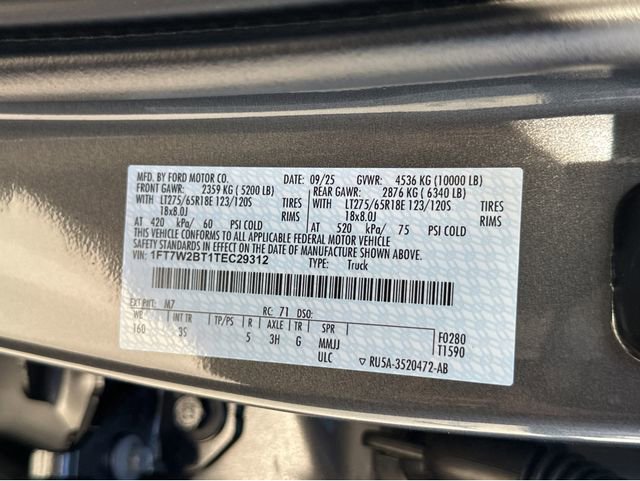 MFD. BY FORD MOTOR CO. DATE: 09/25 GVWR: 4536 KG (10000 LB)
FRONT GAWR: 2359 KG (5200 LB) REAR GAWR: 2876 KG (6340 LB)
WITH LT275/65R18E 123/120S TIRES WITH LT275/65R18E 123/120S TIRES
18x8.0J RIMS 18x8.0J RIMS
AT 420 kPa/ 60 PSI COLD AT 520 kPa/ 75 PSI COLD
THIS VEHICLE CONFORMS TO ALL APPLICABLE FEDERAL MOTOR VEHICLE
SAFETY AND THEFT PREVENTION STANDARDS IN EFFECT ON THE DATE OF MANUFACTURE SHOWN ABOVE.
VIN: 1FT7W2BT1TEC29312 TYPE: Truck
EXT PNT: M7 RC: 71 DSO:
WB INT TR TP/PS R AXLE TR SPR F0280
160 3S 5 3H G MMJJ T1590
ULC ▽ RU5A-3520472-AB